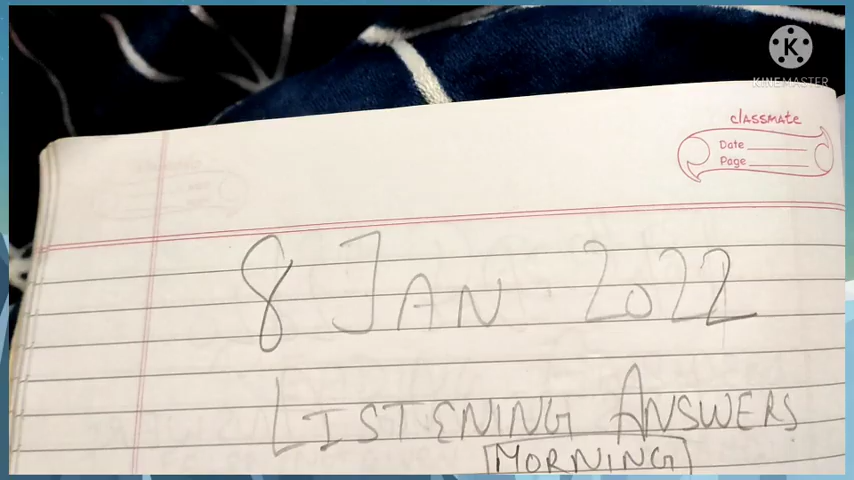 K
KINEMASTER
classmate
Date
Page
8 JAN 2022
LISTENING ANSWERS
MORNING